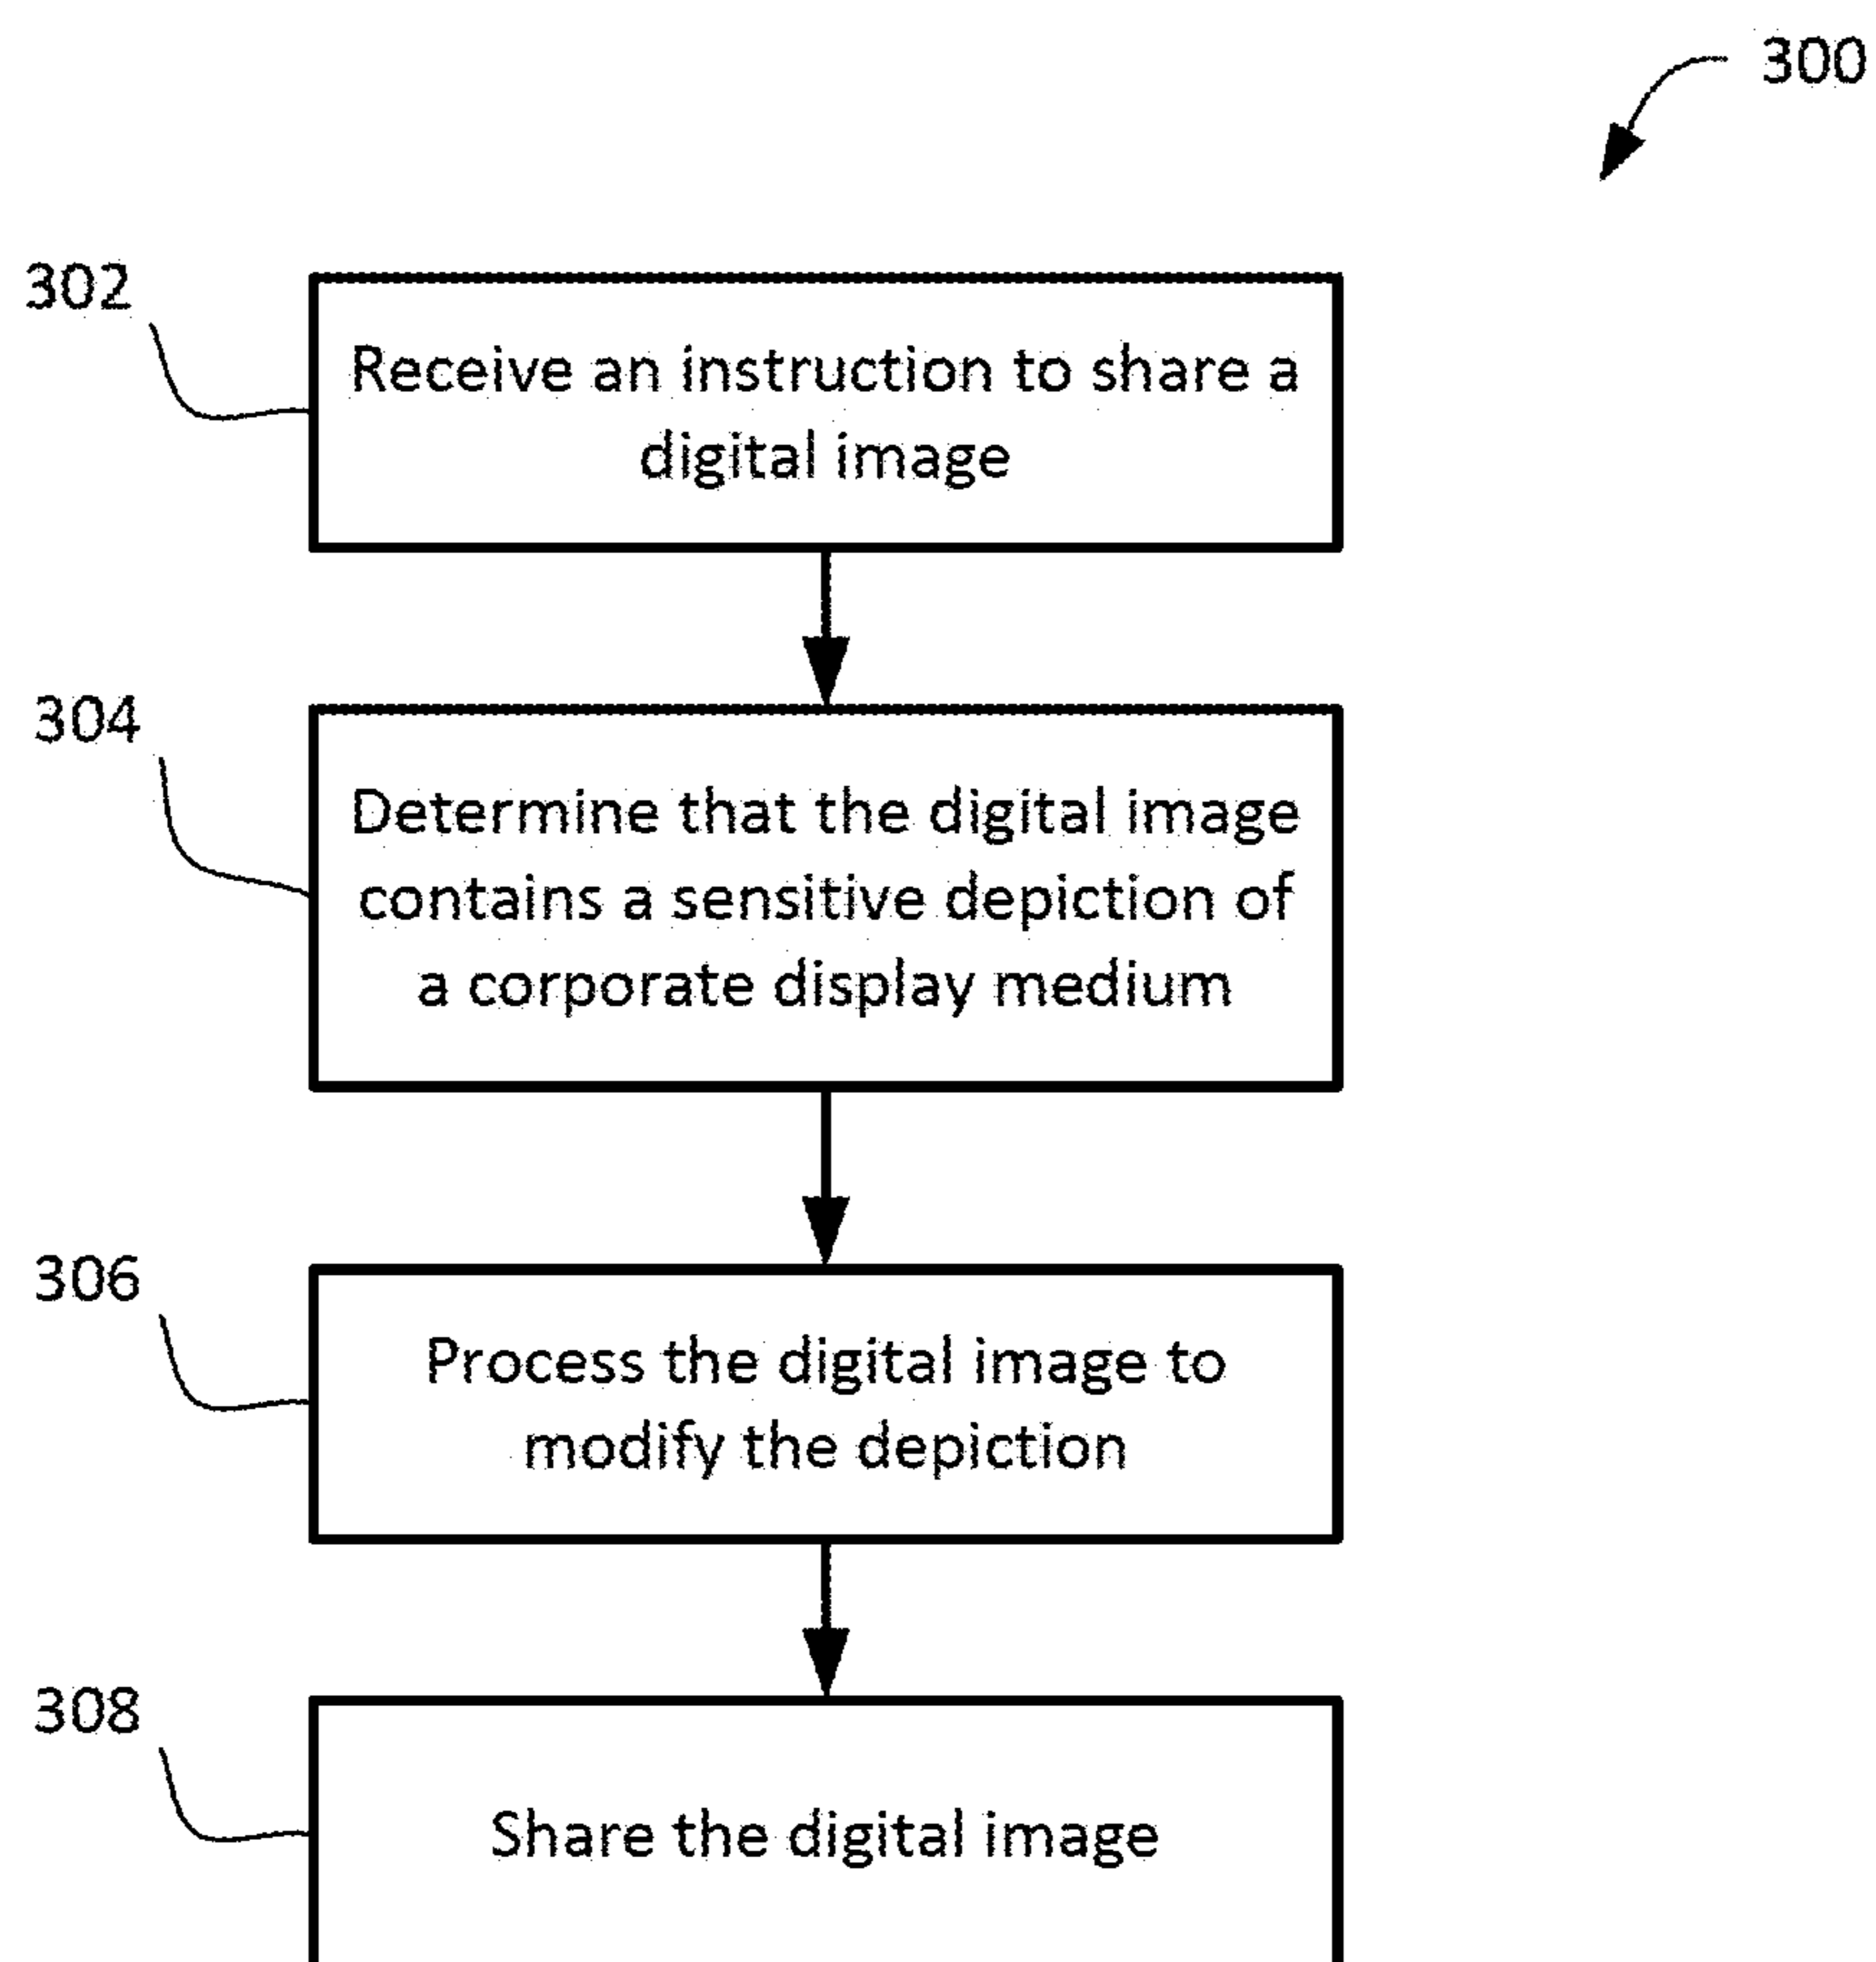 300
302
Receive an instruction to share a
digital image
304
Determine that the digital image
contains a sensitive depiction of
a corporate display medium
306
Process the digital image to
modify the depiction
308
Share the digital image